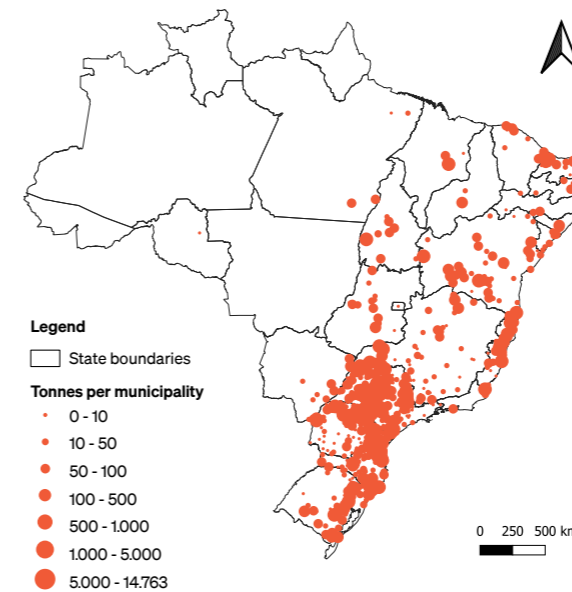 Legend
State boundaries
Tonnes per municipality
0 - 10
10 - 50
50 - 100
100 - 500
500 - 1.000
1.000 - 5.000
5.000 - 14.763
0 250 500 km